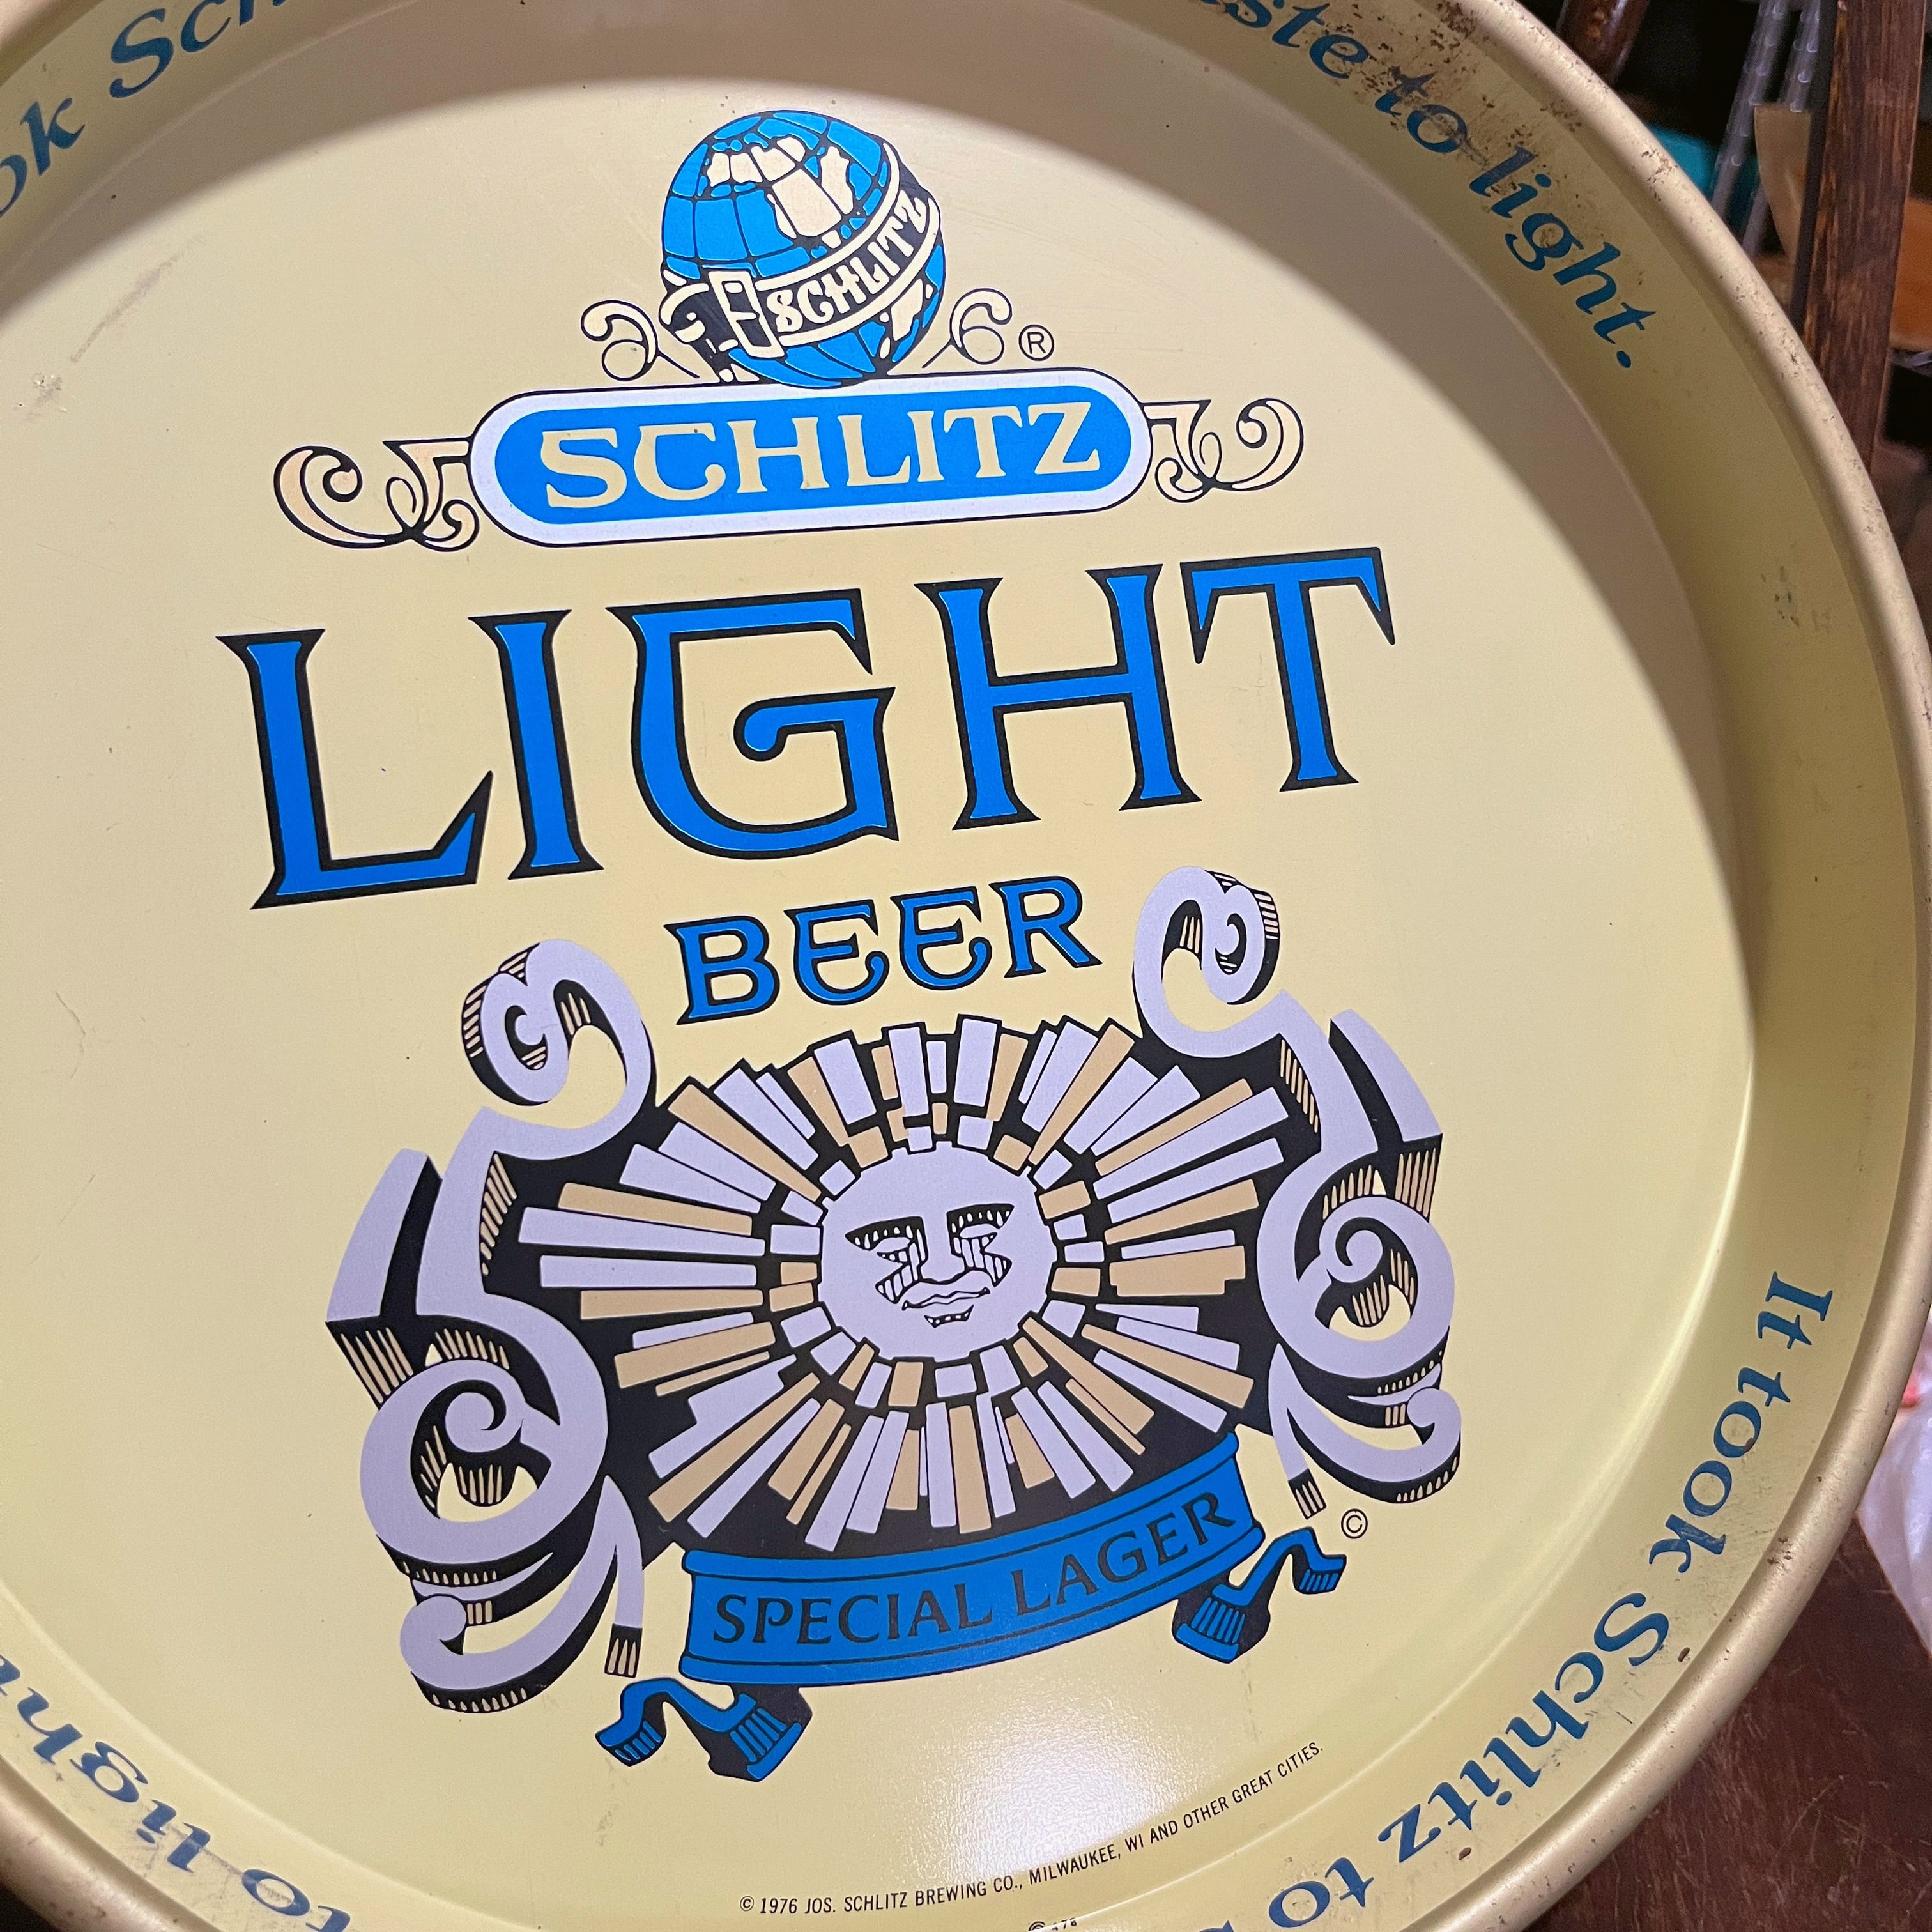 SCHLITZ
®
SCHLITZ
LIGHT
BEER
SPECIAL LAGER
©
© 1976 JOS. SCHLITZ BREWING CO., MILWAUKEE, WI AND OTHER GREAT CITIES.
to light.
It took Schlitz to
to